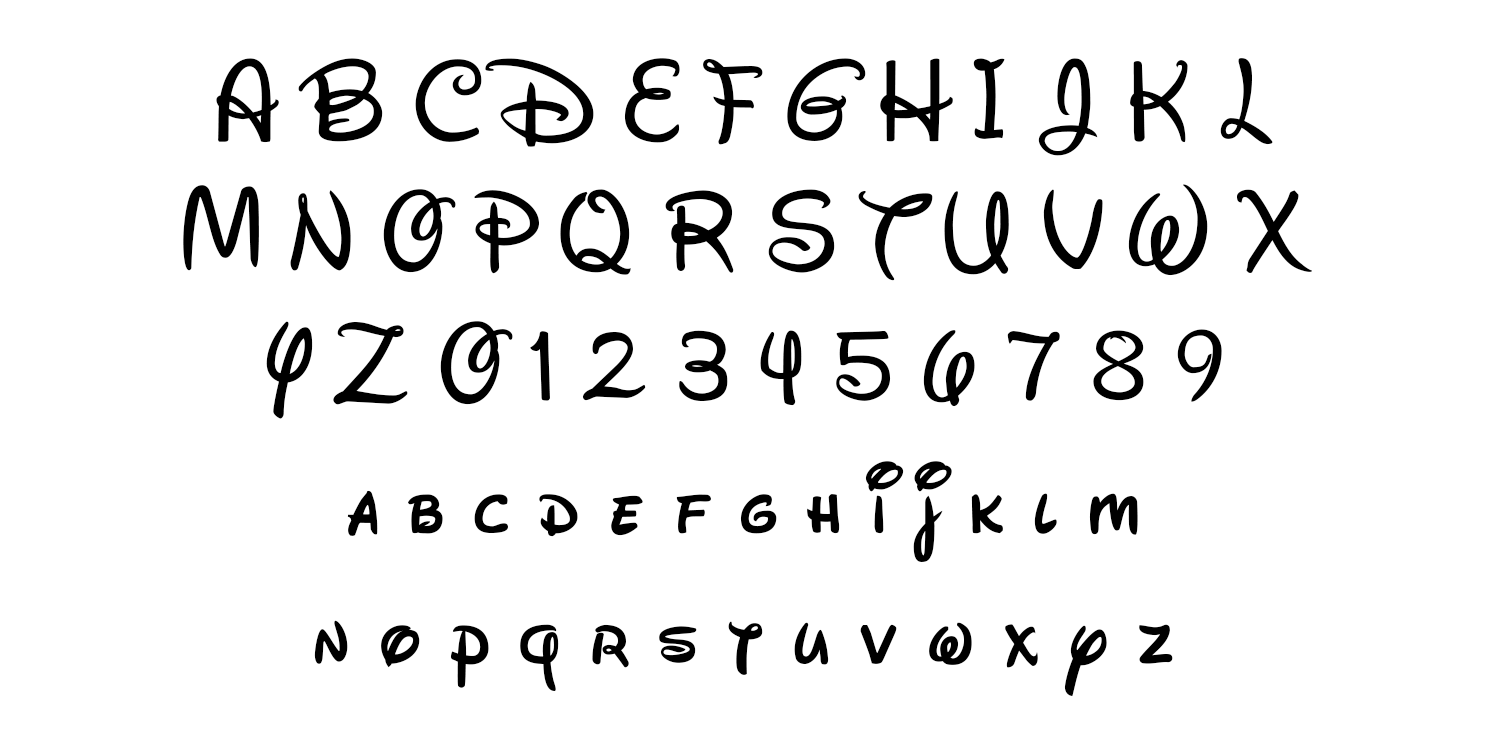 A B C D E F G H I J K L
M N O P Q R S T U V W X
Y Z 0 1 2 3 4 5 6 7 8 9
a b c d e f g h i j k l m
n o p q r s t u v w x y z